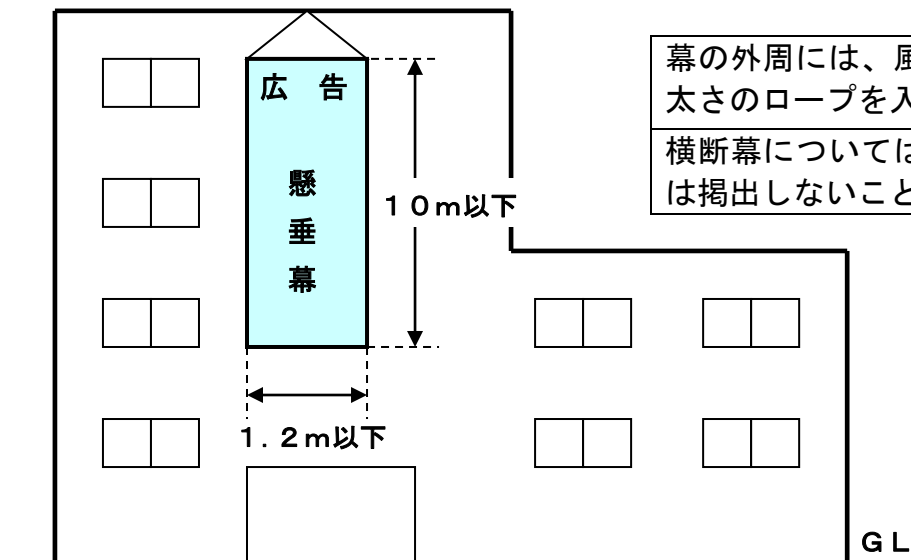 広　告
懸
垂
幕
１０ｍ以下
１．２ｍ以下
幕の外周には、風
太さのロープを入
横断幕については
は掲出しないこと
ＧＬ